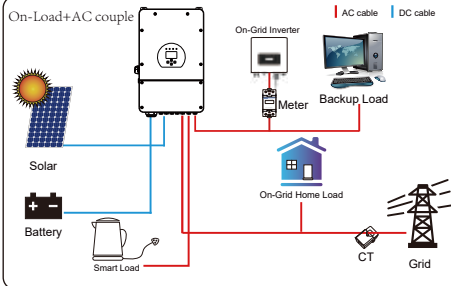 On-Load+AC couple
AC cable
DC cable
On-Grid Inverter
Meter
Backup Load
Solar
On-Grid Home Load
Battery
Smart Load
CT
Grid